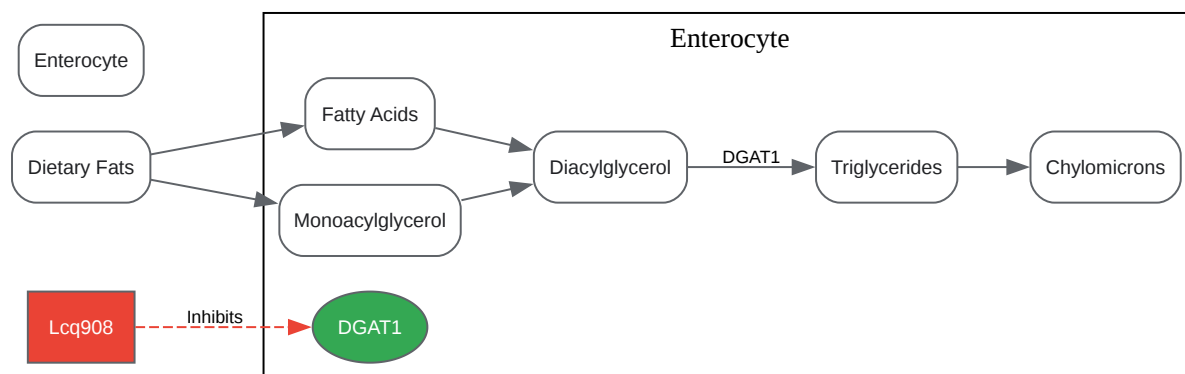 Enterocyte
Enterocyte
Fatty Acids
Dietary Fats
Diacylglycerol
DGAT1
Triglycerides
Chylomicrons
Monoacylglycerol
Lcq908
Inhibits
DGAT1